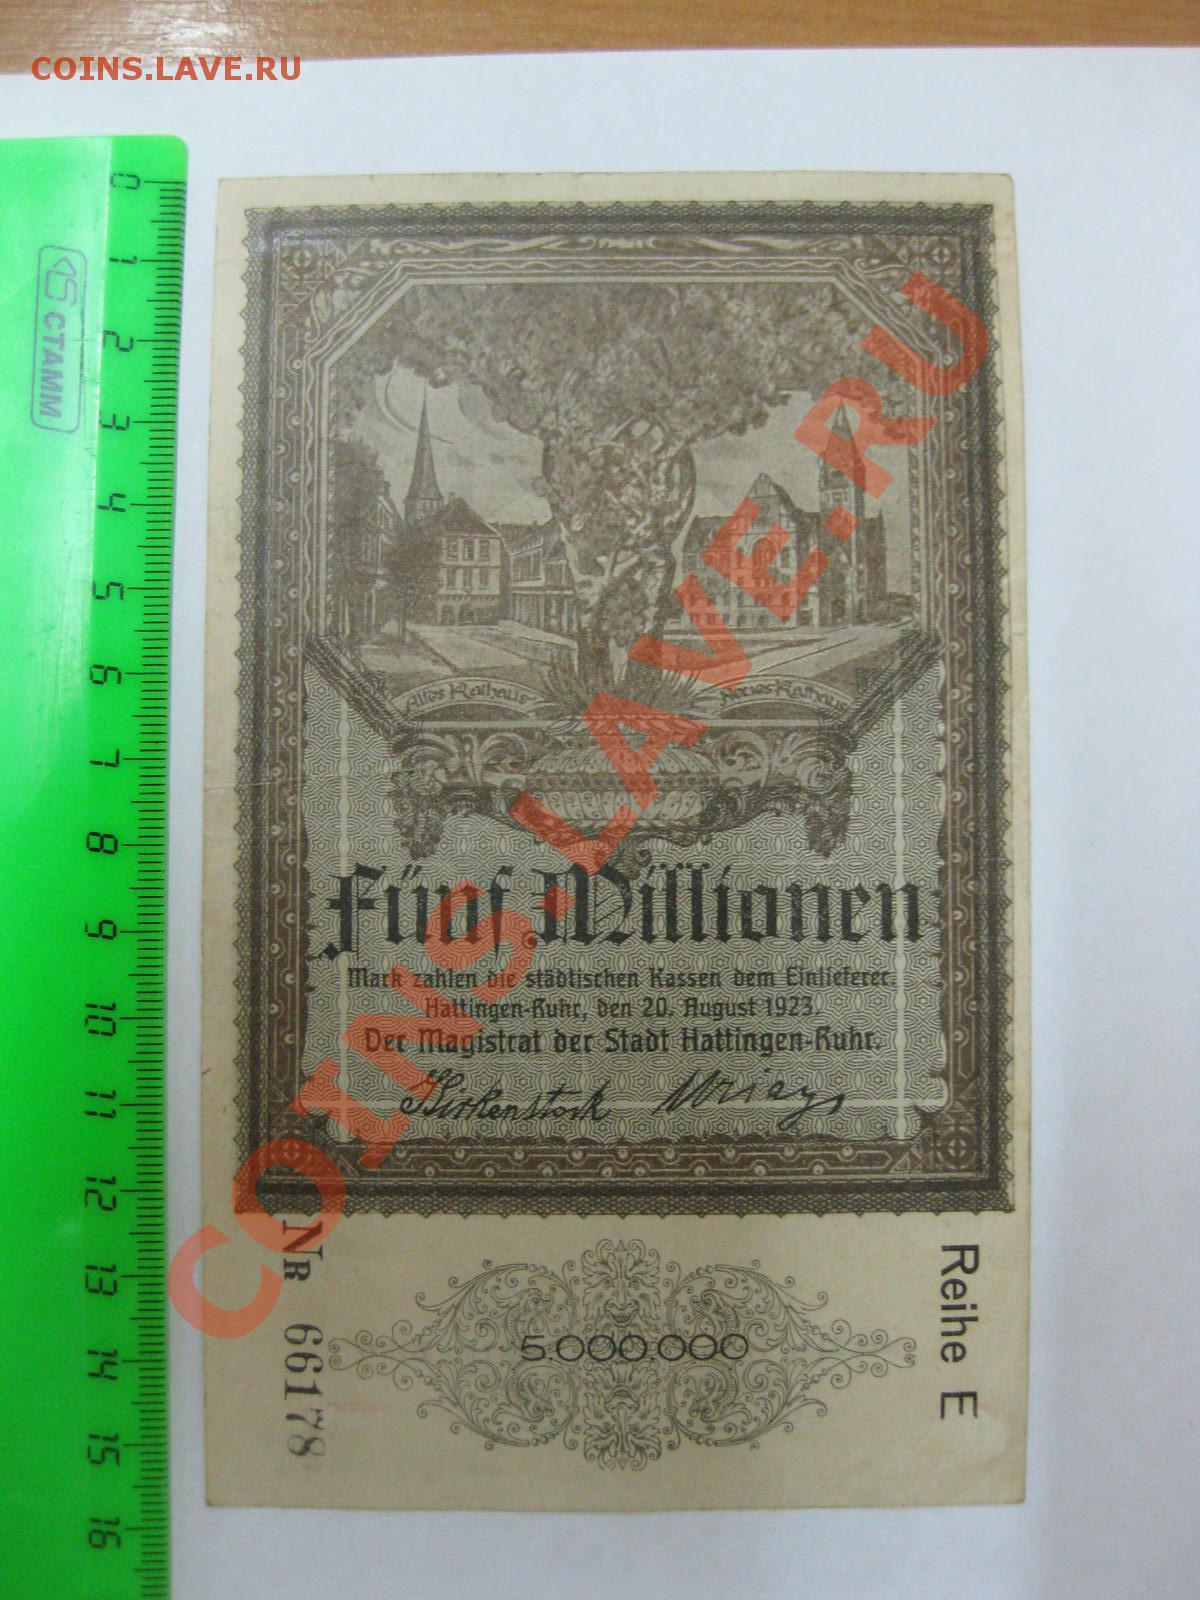 COINS.LAVE.RU
0
1
2
3
4
5
6
7
8
9
10
11
12
13
14
15
16
СТАММ
Altes Rathaus
Neues Rathaus
Fünf Millionen
Mark zahlen die städtischen Kassen dem Einlieferer.
Hattingen-Ruhr, den 20. August 1923.
Der Magistrat der Stadt Hattingen-Ruhr.
Birkenstock
NR 66178
5.000.000
Reihe E
COINS.LAVE.RU